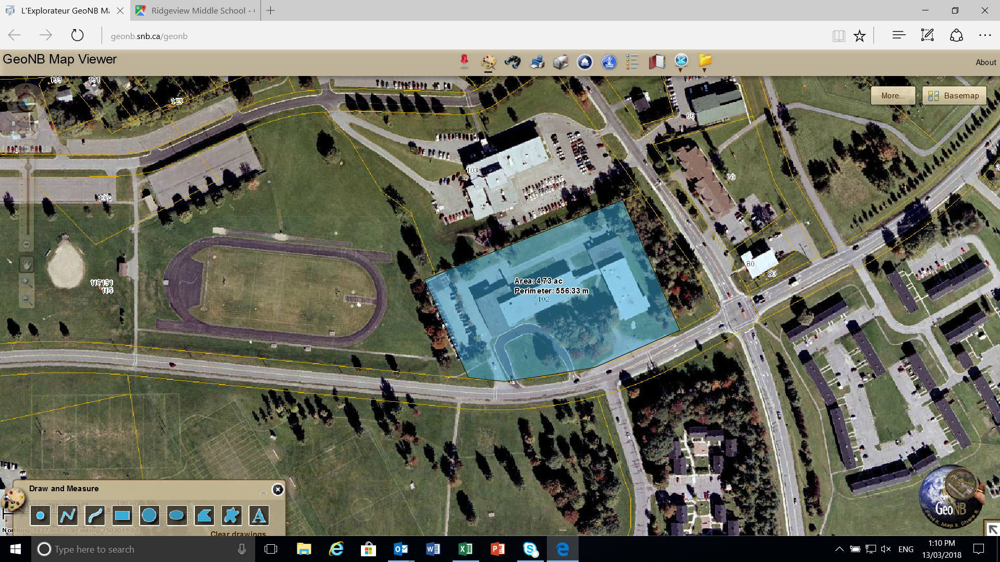 L'Explorateur GeoNB Ma
Ridgeview Middle School -
geonb.snb.ca/geonb
GeoNB Map Viewer
About
More...
Basemap
133
131
123
66
103
70
137
80
80
117131
115
Area: 4.73 ac
Perimeter: 556.33 m
102
Draw and Measure
100 m
A
Northing:7427368.22 - Easting:2502019.04
Clear drawings
GeoNB
Find it. Map it. Share it.
Type here to search
ENG
1:10 PM
13/03/2018